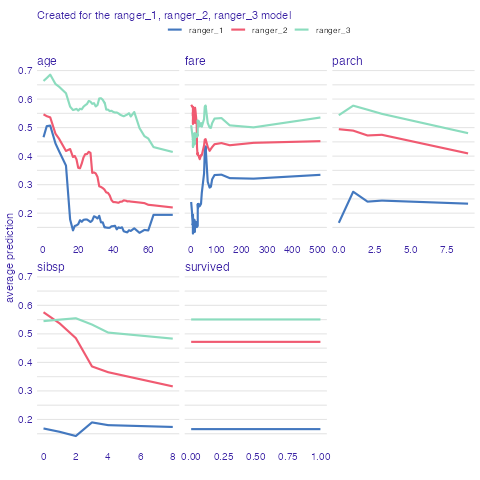 Created for the ranger_1, ranger_2, ranger_3 model
ranger_1 ranger_2 ranger_3
age fare parch
0.7
0.6
0.5
0.4
0.3
0.2
0 20 40 60 0 100 200 300 400 500 0.0 2.5 5.0 7.5
average prediction
sibsp survived
0.7
0.6
0.5
0.4
0.3
0.2
0 2 4 6 8 0.00 0.25 0.50 0.75 1.00